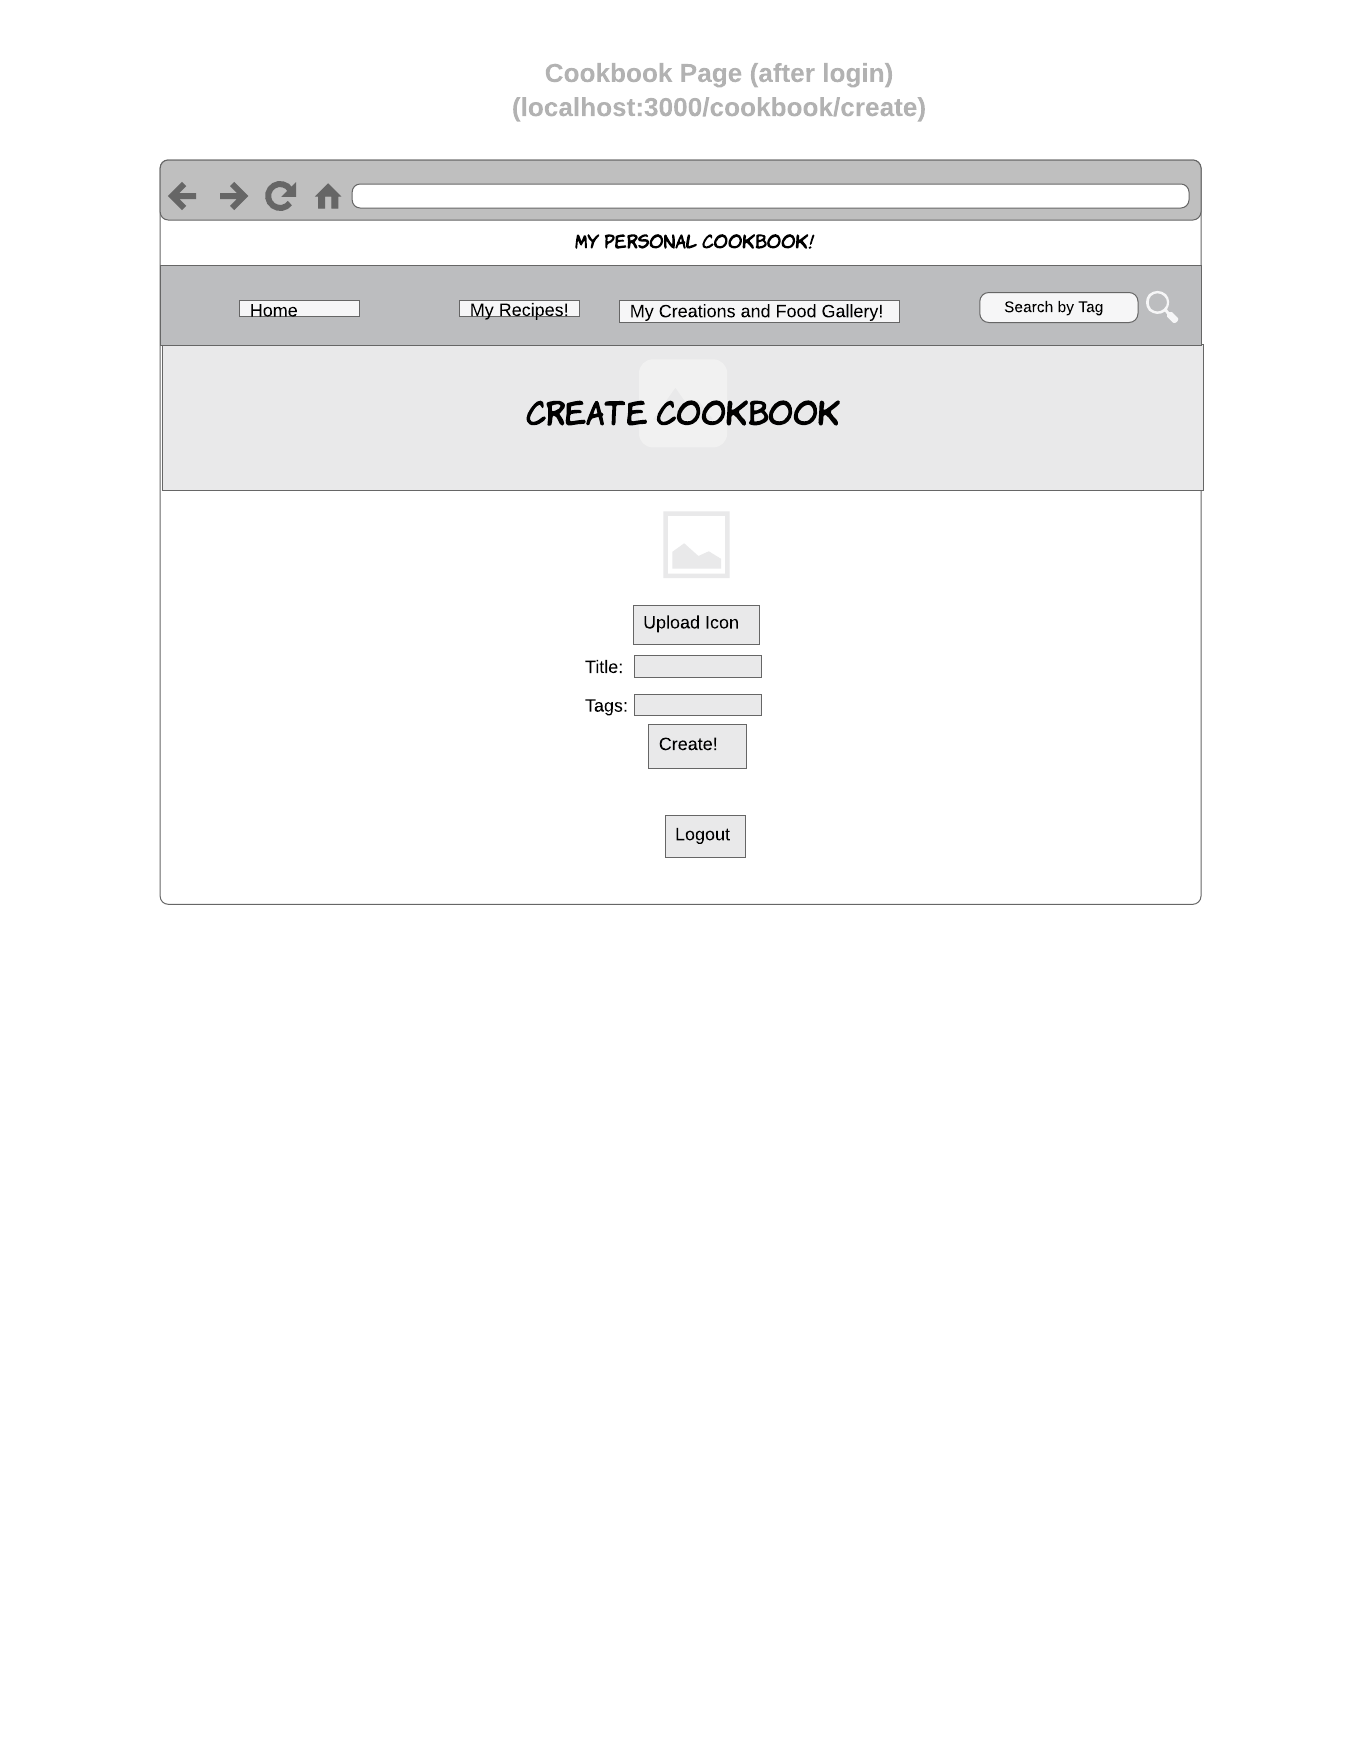 Cookbook Page (after login)
(localhost:3000/cookbook/create)
MY PERSONAL COOKBOOK!
Home
My Recipes!
My Creations and Food Gallery!
Search by Tag
CREATE COOKBOOK
Upload Icon
Title:
Tags:
Create!
Logout